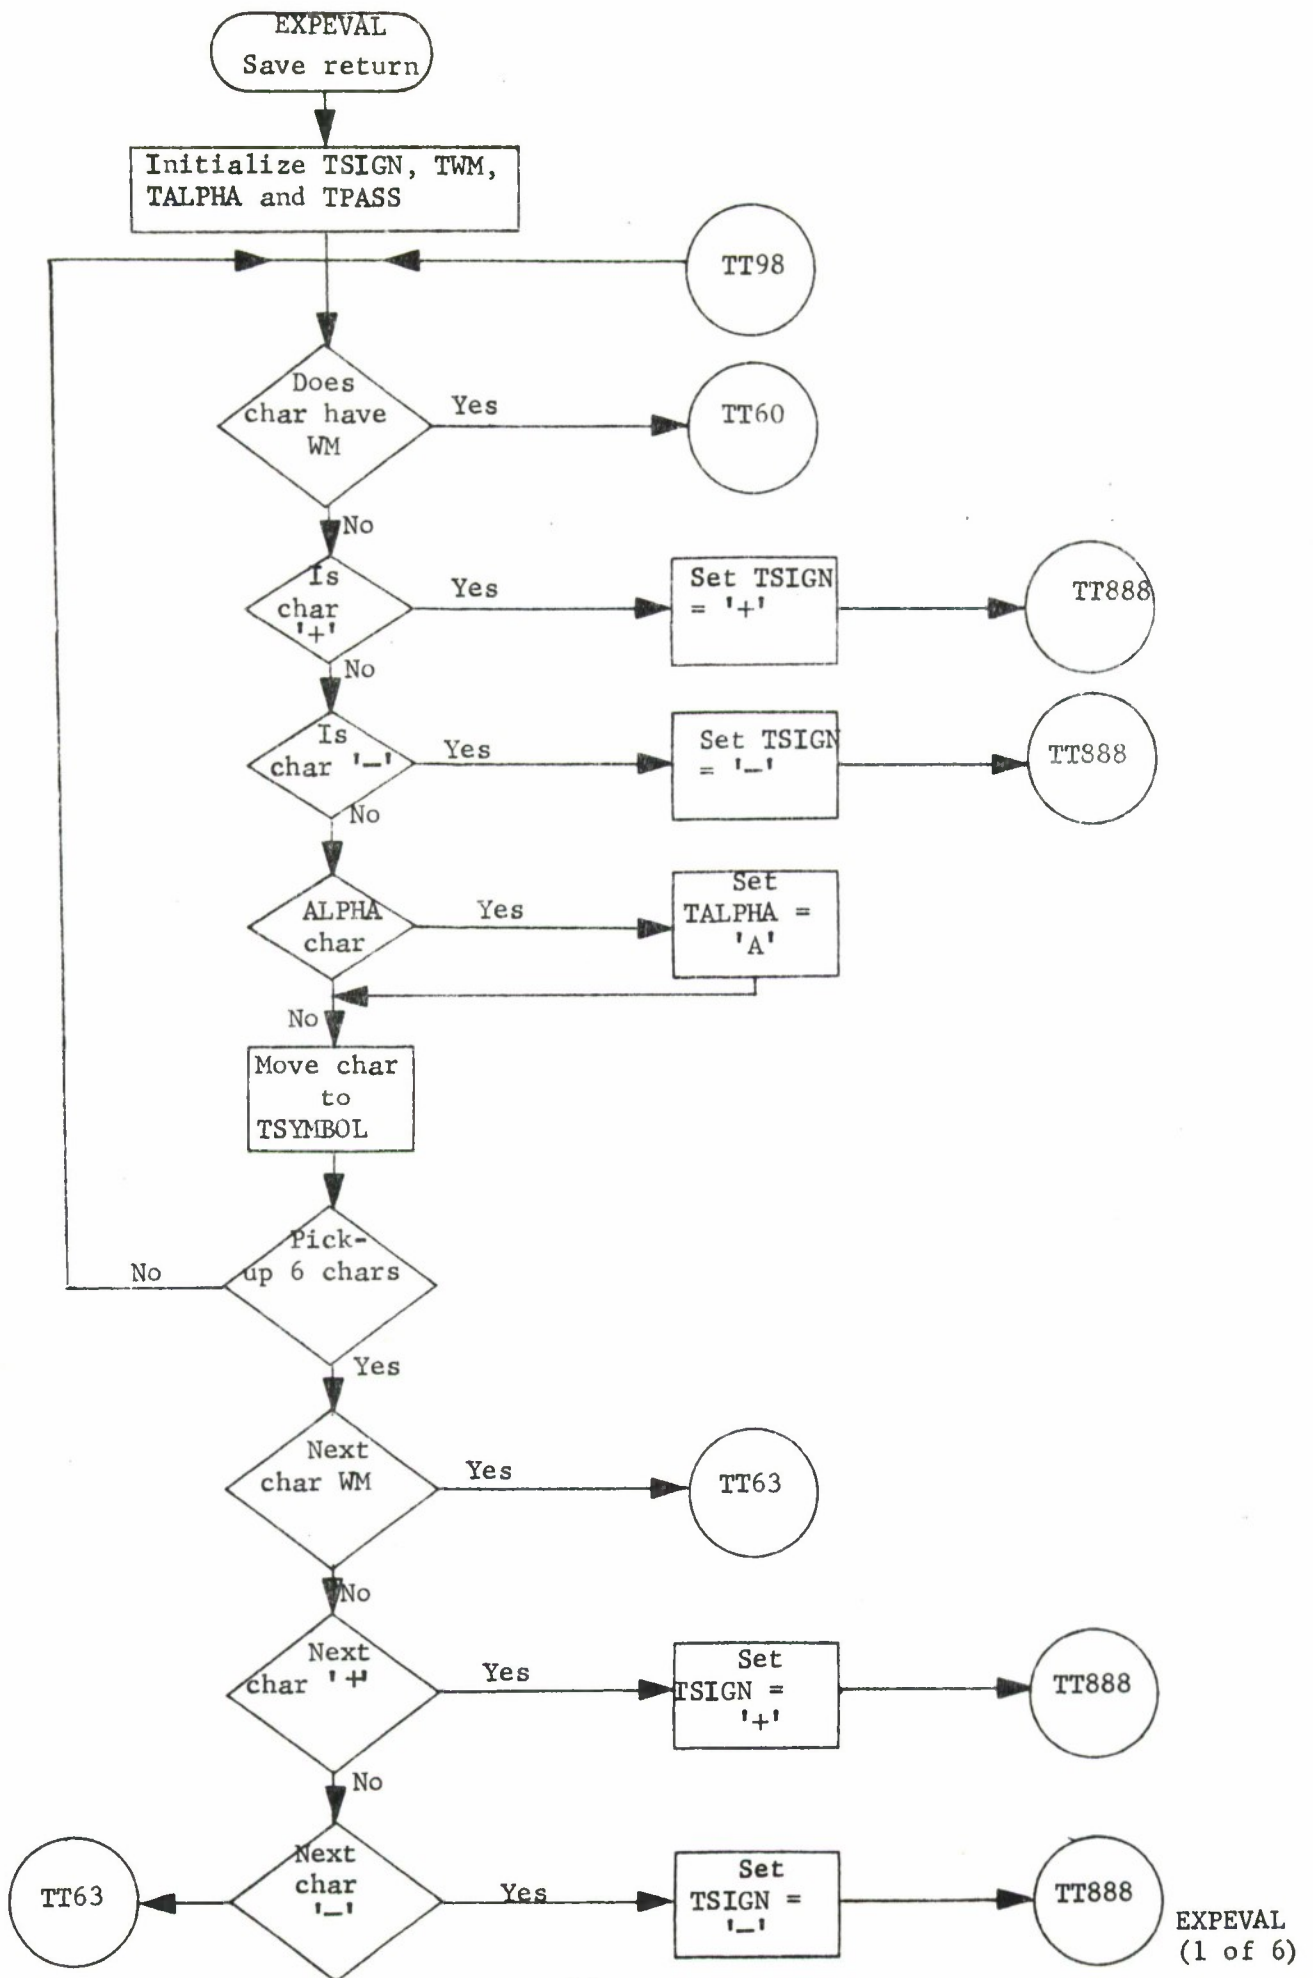 EXPEVAL
Save return
Initialize TSIGN, TWM,
TALPHA and TPASS
TT98
Does
char have
WM
Yes
TT60
No
Is
char
'+'
Yes
Set TSIGN
= '+'
TT888
No
Is
char '-'
Yes
Set TSIGN
= '-'
TT888
No
ALPHA
char
Yes
Set
TALPHA =
'A'
No
Move char
to
TSYMBOL
Pick-
up 6 chars
No
Yes
Next
char WM
Yes
TT63
No
Next
char '+'
Yes
Set
TSIGN =
'+'
TT888
No
Next
char
'-'
TT63
Yes
Set
TSIGN =
'-'
TT888
EXPEVAL
(1 of 6)